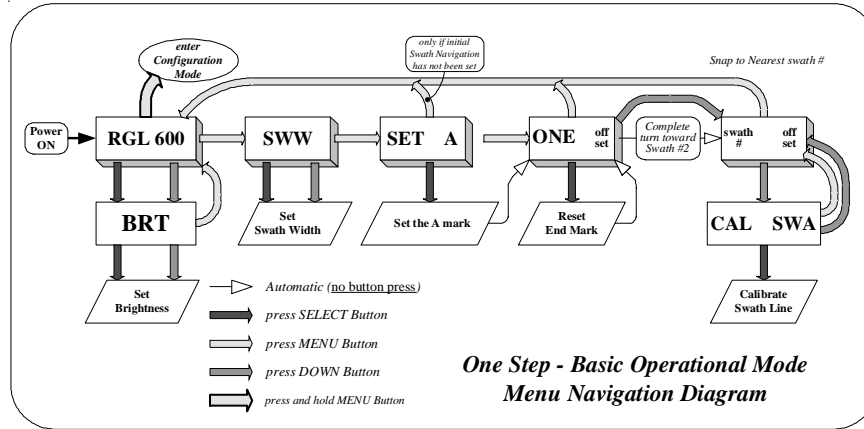 enter
Configuration
Mode
only if initial
Swath Navigation
has not been set
Snap to Nearest swath #
Power
ON
RGL 600
SWW
SET A
ONE
off
set
Complete
turn toward
Swath #2
swath
#
off
set
BRT
Set
Swath Width
Set the A mark
Reset
End Mark
CAL SWA
Set
Brightness
Calibrate
Swath Line
Automatic (no button press)
press SELECT Button
press MENU Button
press DOWN Button
press and hold MENU Button
One Step - Basic Operational Mode
Menu Navigation Diagram